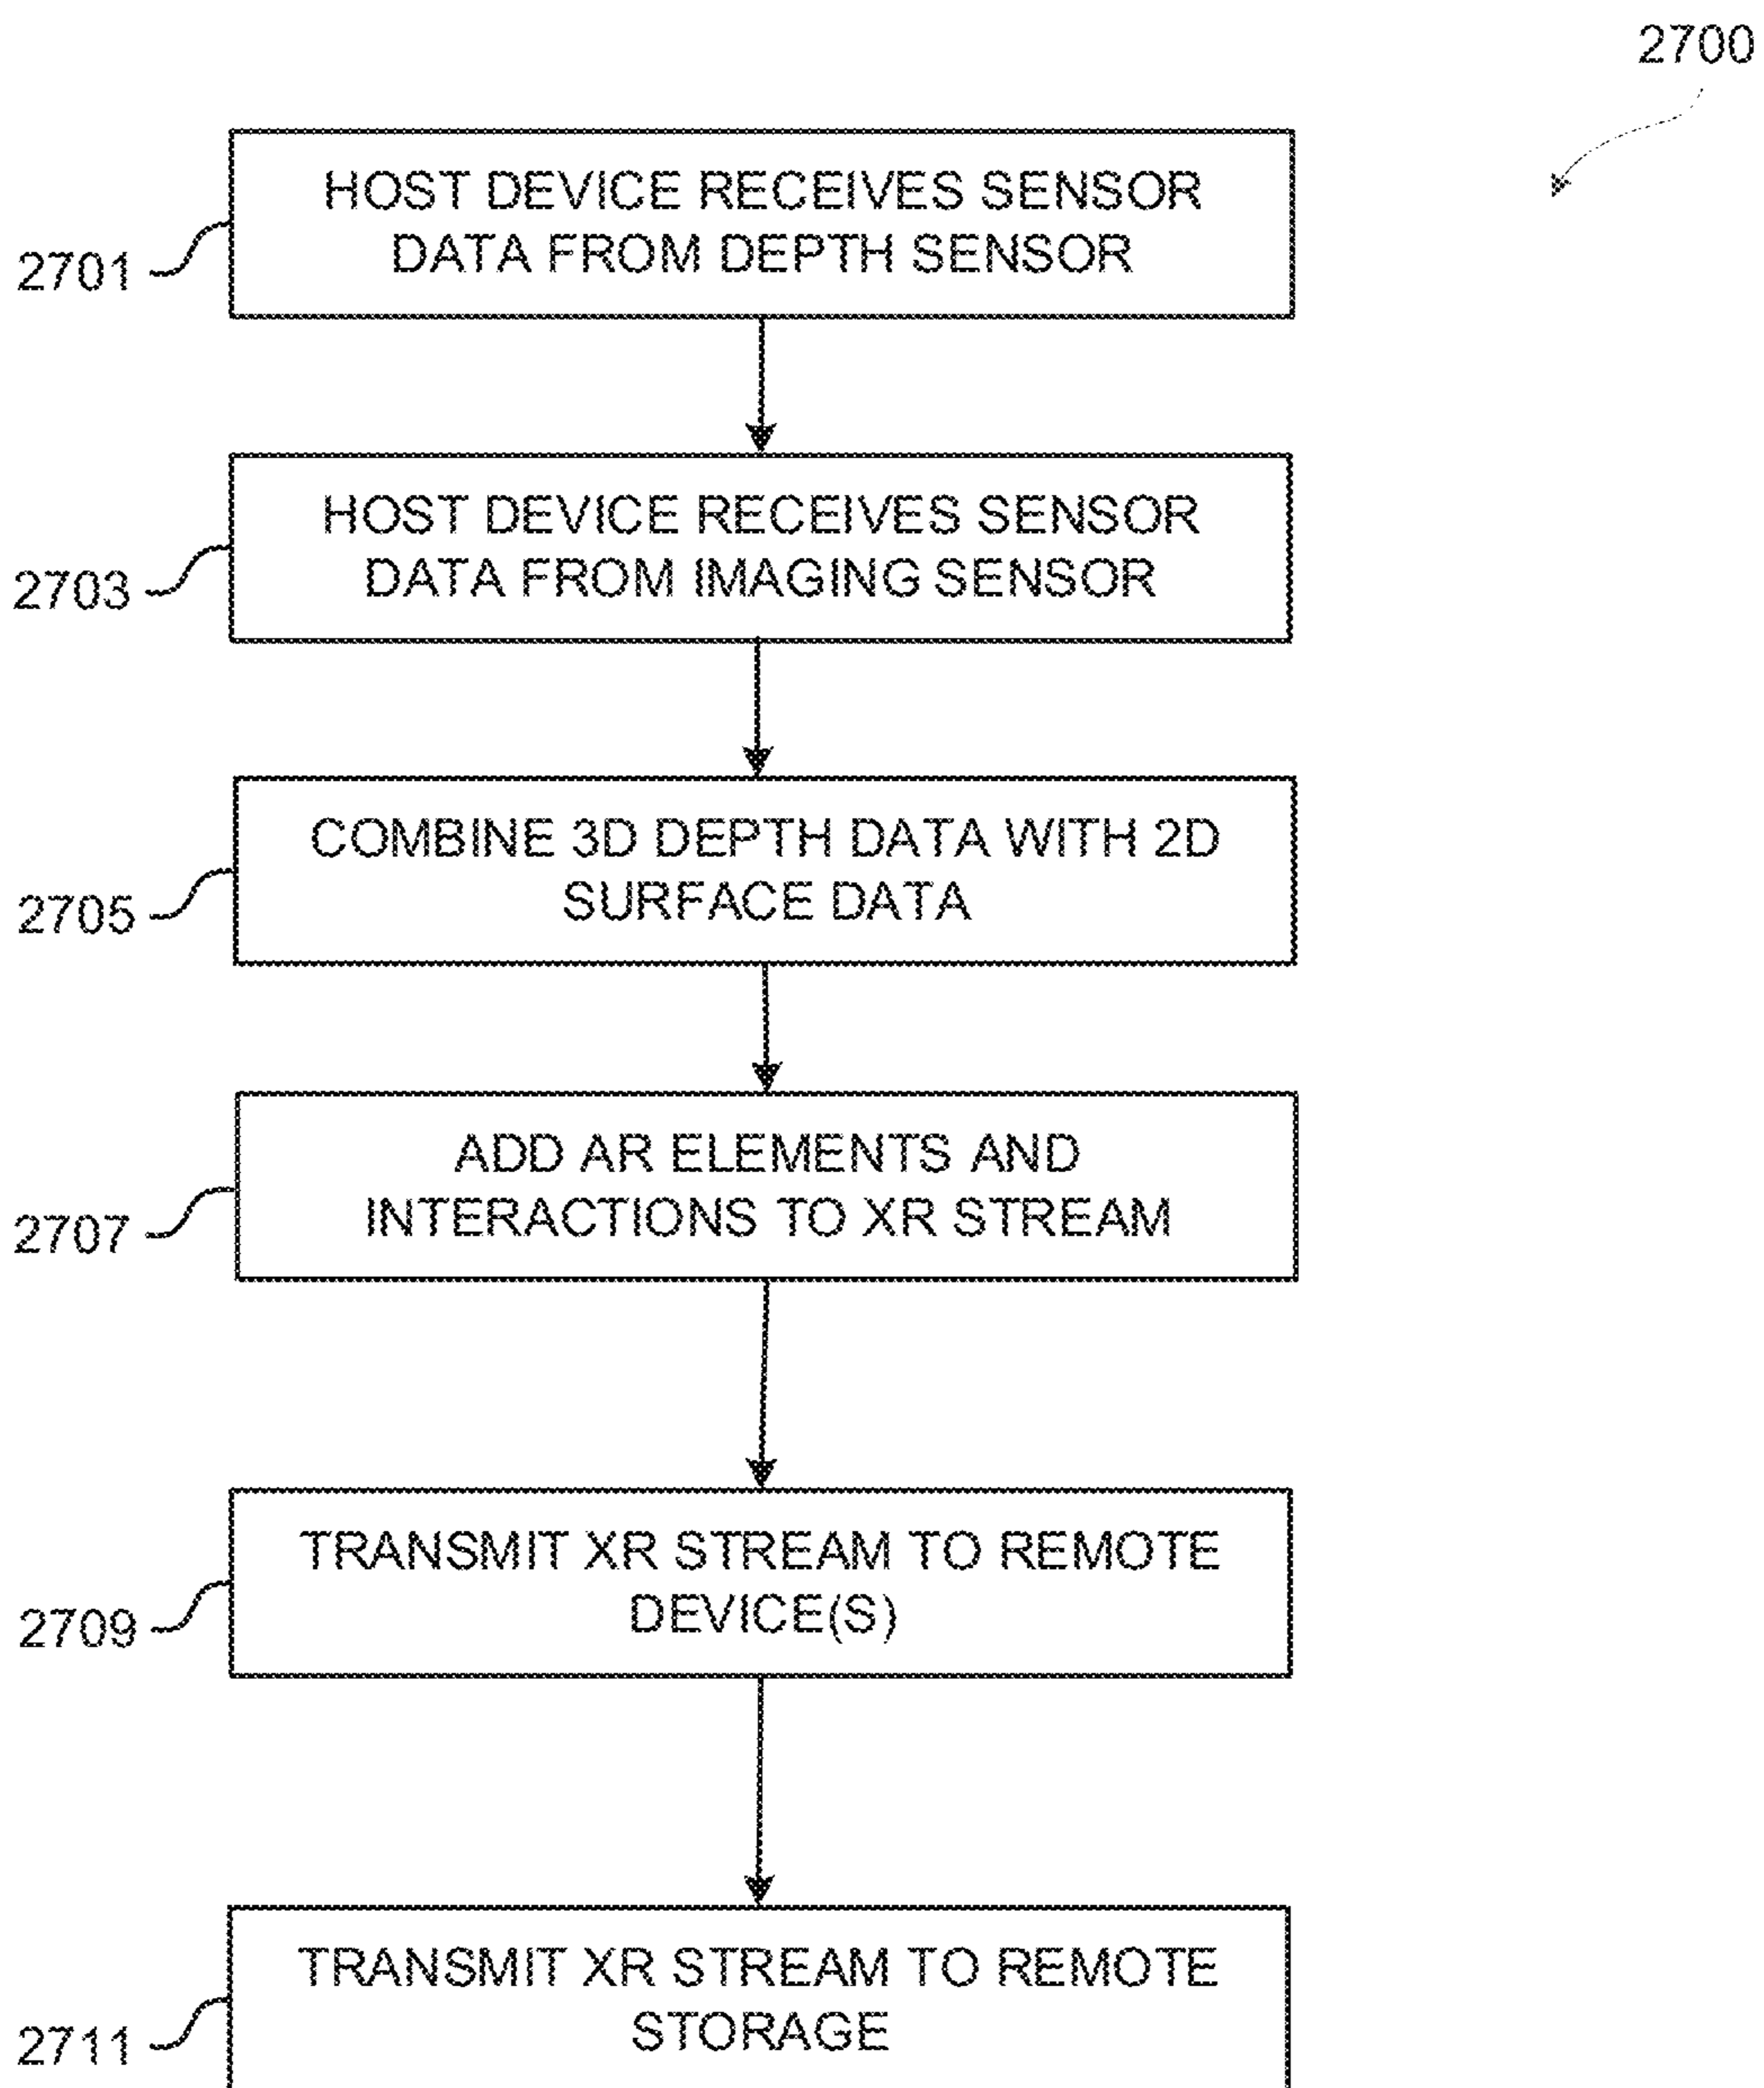 2700
HOST DEVICE RECEIVES SENSOR
DATA FROM DEPTH SENSOR
2701
HOST DEVICE RECEIVES SENSOR
DATA FROM IMAGING SENSOR
2703
COMBINE 3D DEPTH DATA WITH 2D
SURFACE DATA
2705
ADD AR ELEMENTS AND
INTERACTIONS TO XR STREAM
2707
TRANSMIT XR STREAM TO REMOTE
DEVICE(S)
2709
TRANSMIT XR STREAM TO REMOTE
STORAGE
2711